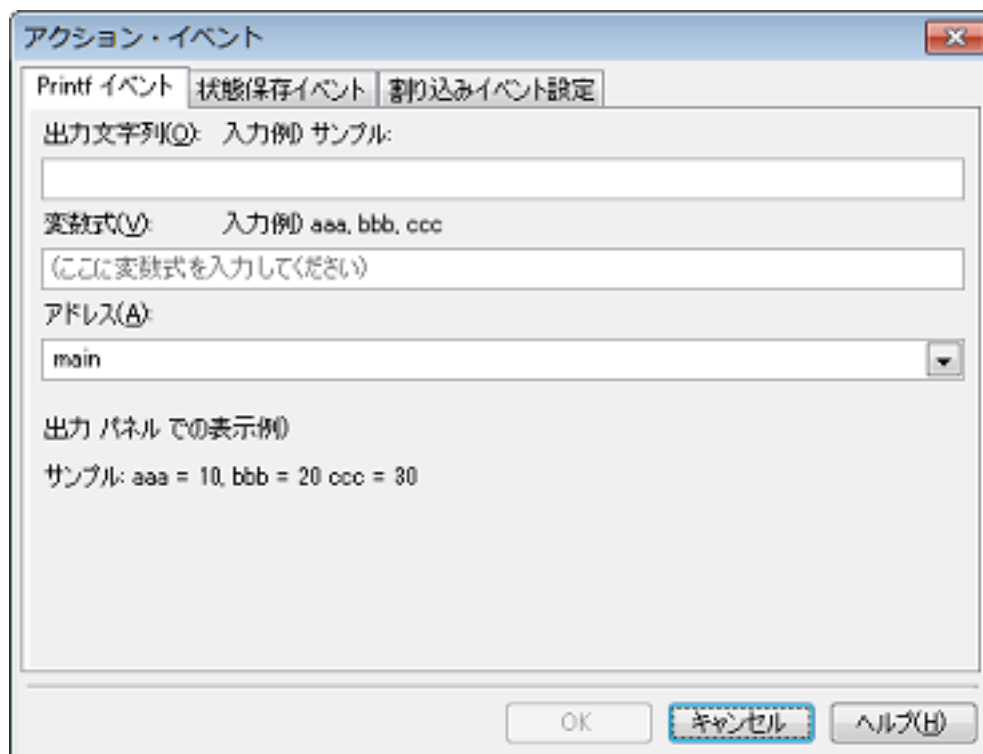 アクション・イベント
Printf イベント 状態保存イベント 割り込みイベント設定
出力文字列(O): 入力例) サンプル:
変数式(V): 入力例) aaa, bbb, ccc
(ここに変数式を入力してください)
アドレス(A):
main
出力 パネル での表示例)
サンプル: aaa = 10, bbb = 20 ccc = 30
OK キャンセル ヘルプ(H)